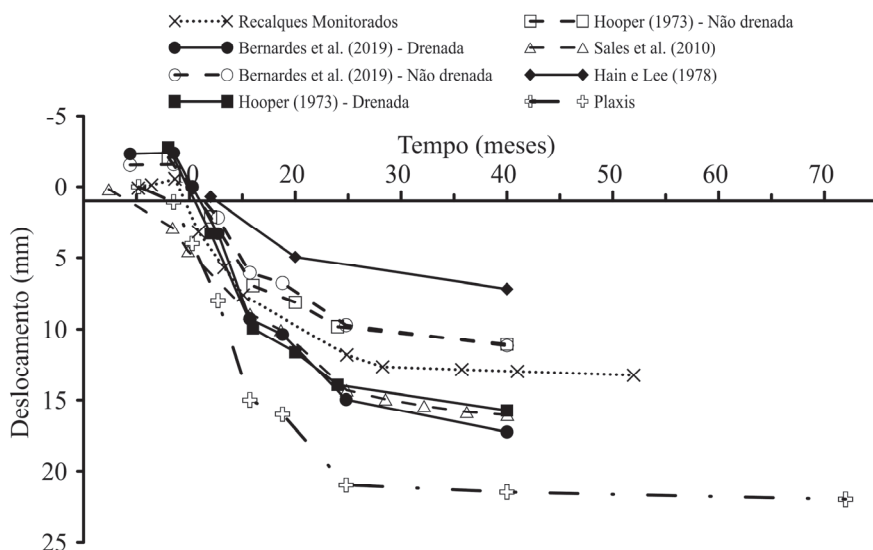 Recalques Monitorados
Bernardes et al. (2019) - Drenada
Bernardes et al. (2019) - Não drenada
Hooper (1973) - Drenada
Hooper (1973) - Não drenada
Sales et al. (2010)
Hain e Lee (1978)
Plaxis
Tempo (meses)
0 20 30 40 50 60 70
-5
0
5
10
15
20
25
Deslocamento (mm)